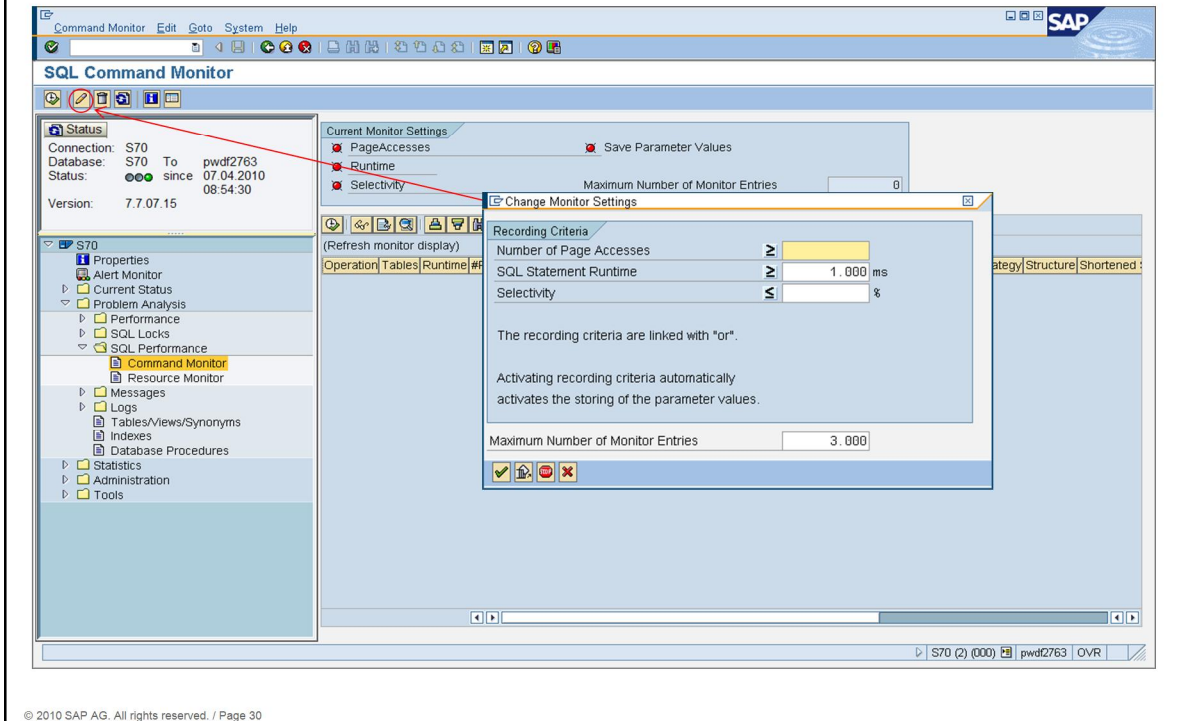 Command Monitor Edit Goto System Help
SAP
SQL Command Monitor
Status
Connection: S70
Database: S70 To pwdf2763
Status: since 07.04.2010
08:54:30
Version: 7.7.07.15
S70
Properties
Alert Monitor
Current Status
Problem Analysis
Performance
SQL Locks
SQL Performance
Command Monitor
Resource Monitor
Messages
Logs
Tables/Views/Synonyms
Indexes
Database Procedures
Statistics
Administration
Tools
Current Monitor Settings
PageAccesses Save Parameter Values
Runtime
Selectivity Maximum Number of Monitor Entries 0
(Refresh monitor display)
Operation Tables Runtime
Structure Shortened
Change Monitor Settings
Recording Criteria
Number of Page Accesses ≥
SQL Statement Runtime ≥ 1.000 ms
Selectivity ≤ %
The recording criteria are linked with "or".
Activating recording criteria automatically
activates the storing of the parameter values.
Maximum Number of Monitor Entries 3.000
S70 (2) (000) pwdf2763 OVR
© 2010 SAP AG. All rights reserved. / Page 30